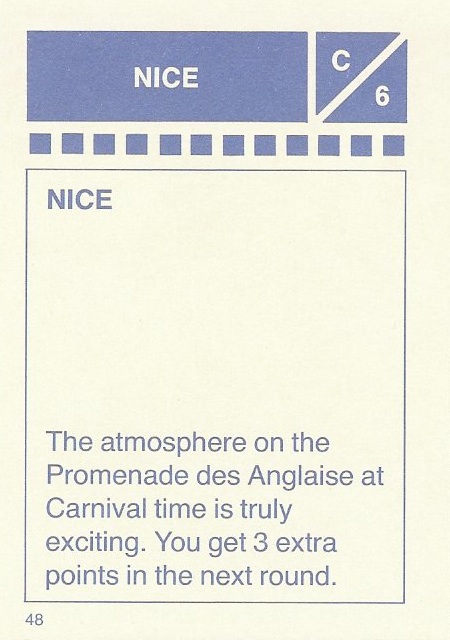 NICE
C
6
NICE
The atmosphere on the
Promenade des Anglaise at
Carnival time is truly
exciting. You get 3 extra
points in the next round.
48